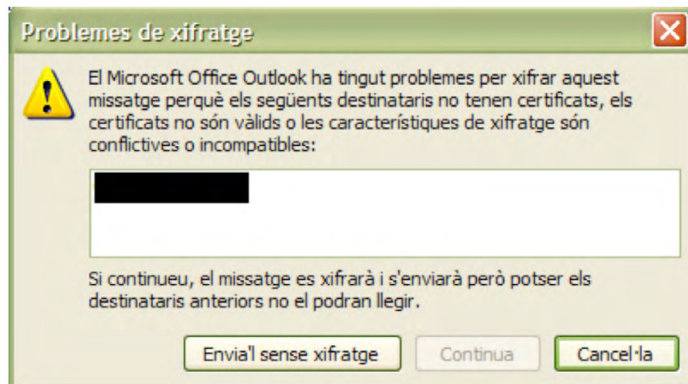 Problemes de xifratge
El Microsoft Office Outlook ha tingut problemes per xifrar aquest
missatge perquè els següents destinataris no tenen certificats, els
certificats no són vàlids o les característiques de xifratge són
conflictives o incompatibles:
Si continueu, el missatge es xifrarà i s'enviarà però potser els
destinataris anteriors no el podran llegir.
Envia'l sense xifratge Continua Cancel·la